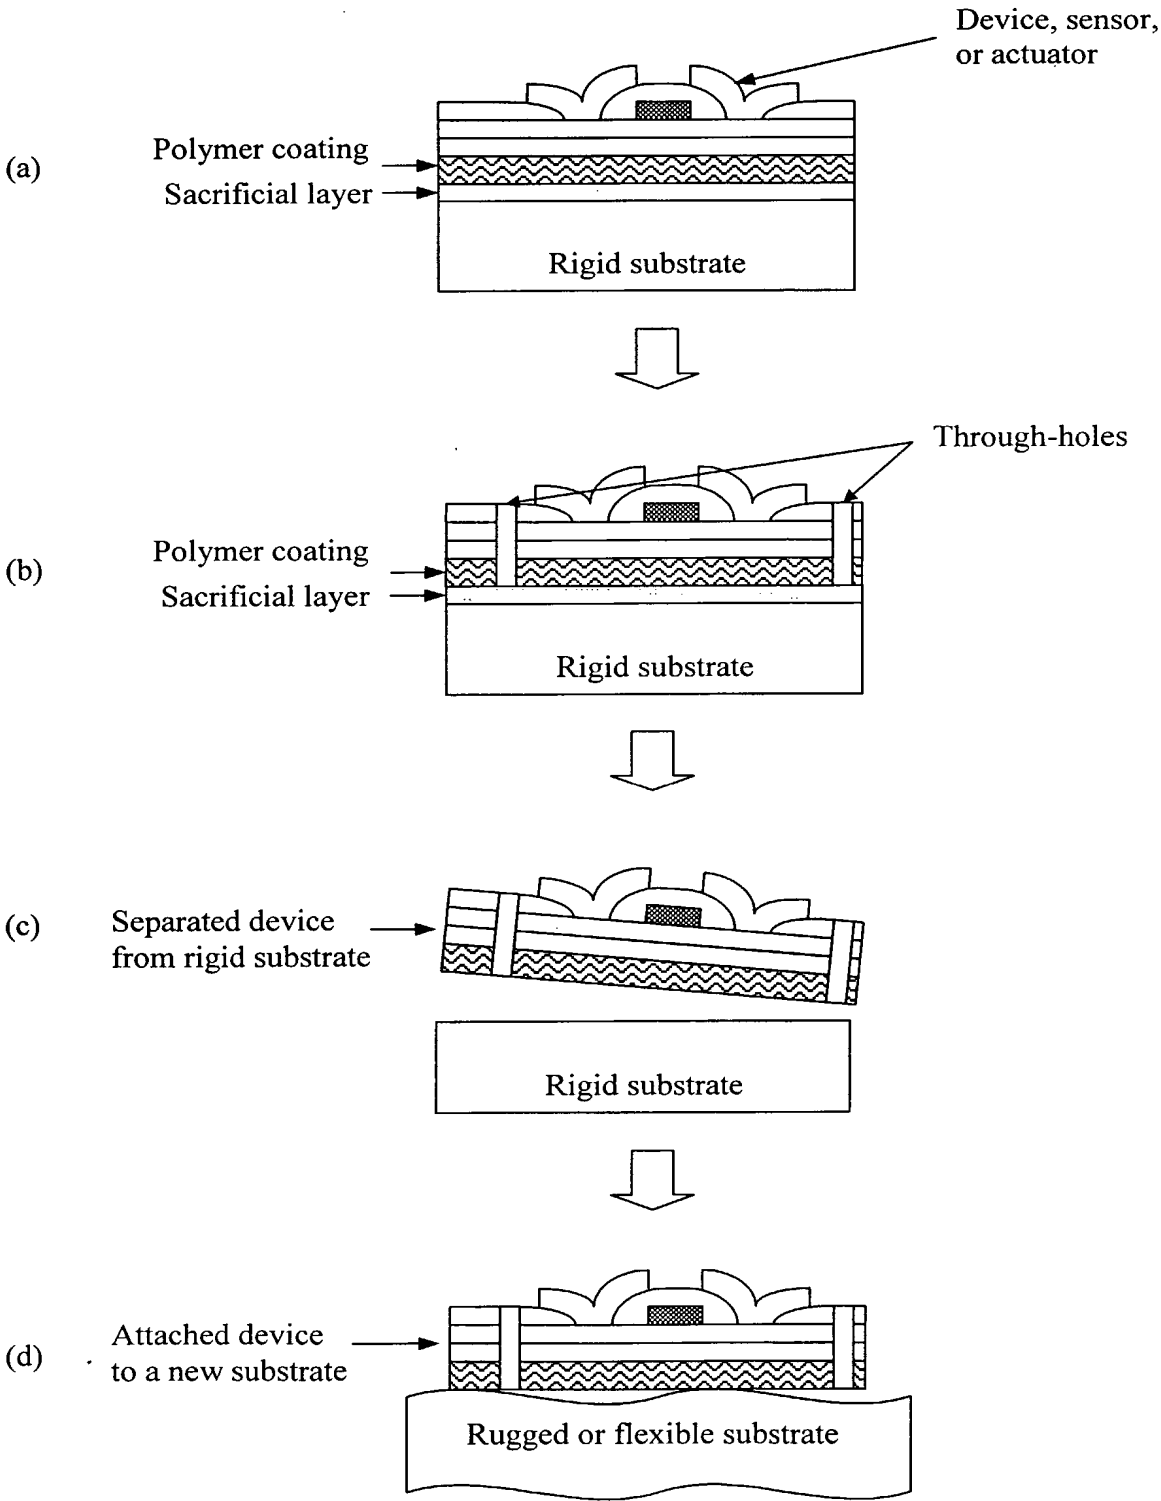 Device, sensor,
or actuator
(a)
Polymer coating
Sacrificial layer
Rigid substrate
Through-holes
(b)
Polymer coating
Sacrificial layer
Rigid substrate
(c)
Separated device
from rigid substrate
Rigid substrate
(d)
Attached device
to a new substrate
Rugged or flexible substrate